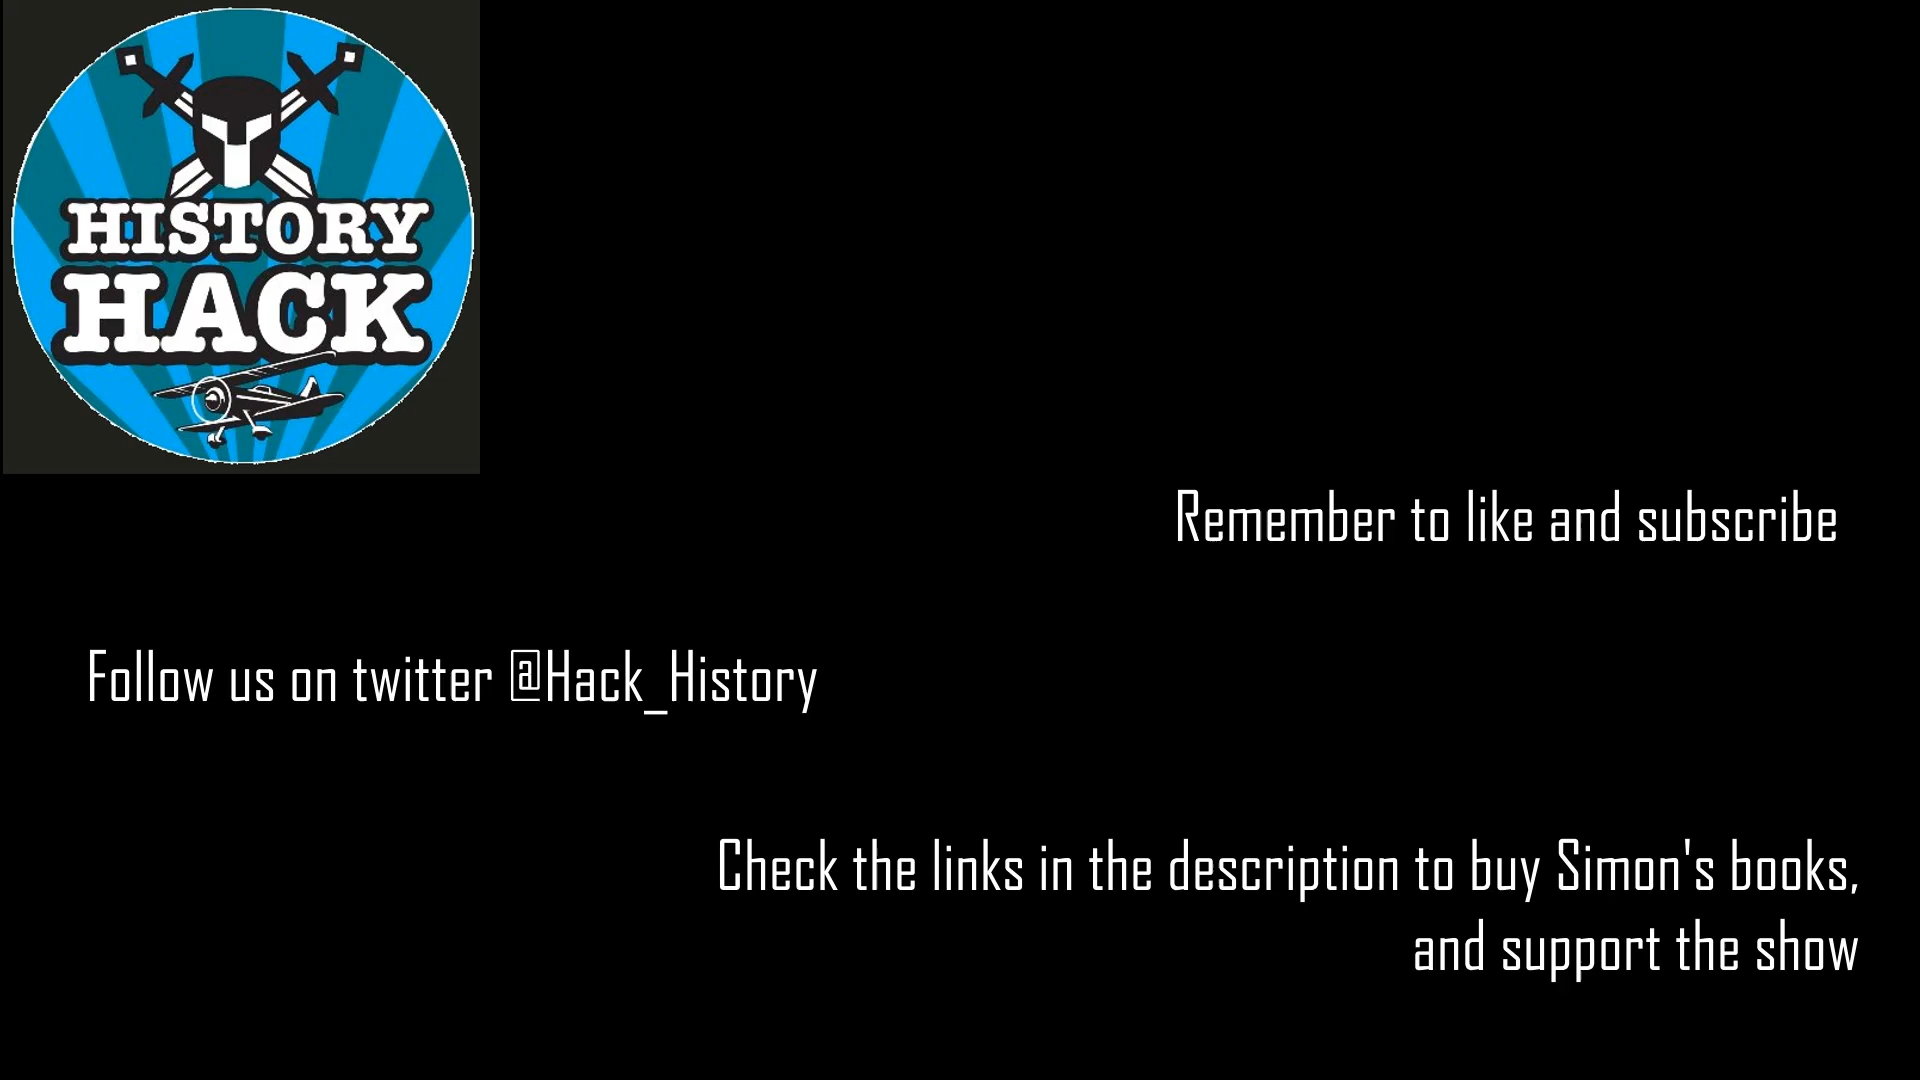 HISTORY
HACK
Remember to like and subscribe
Follow us on twitter @Hack_History
Check the links in the description to buy Simon's books,
and support the show